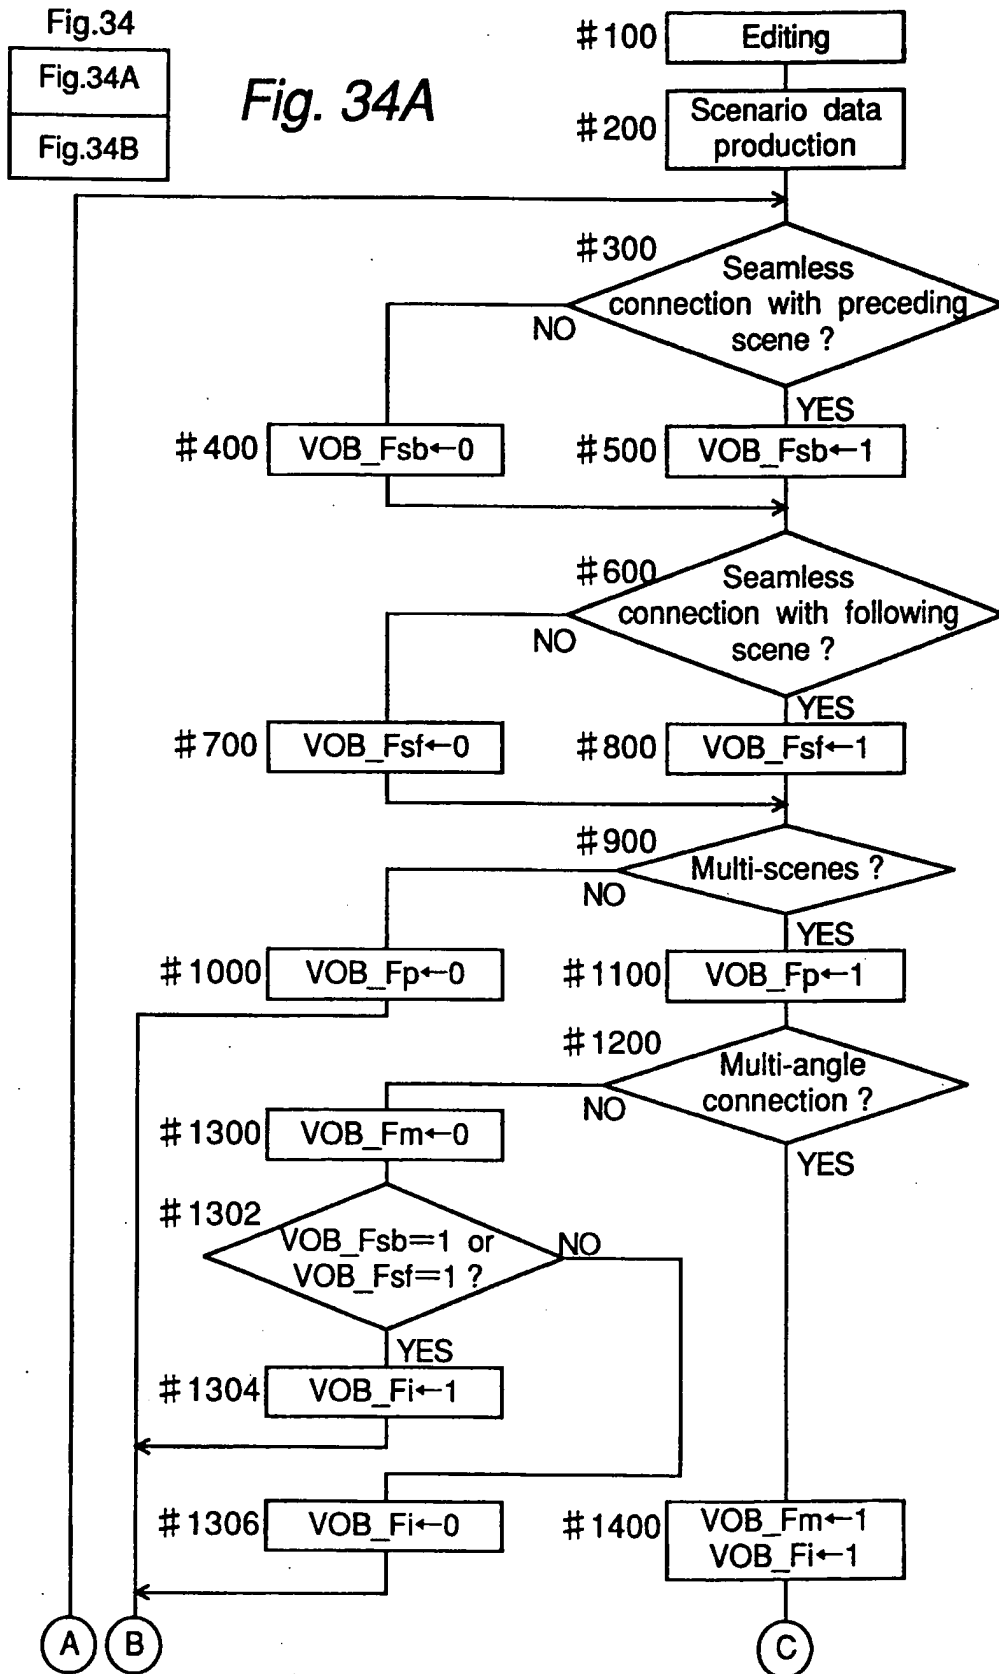 Fig.34
Fig.34A
Fig.34B
Fig. 34A
#100
Editing
#200
Scenario data
production
#300
Seamless
connection with preceding
scene ?
NO
YES
#400
VOB_Fsb←0
#500
VOB_Fsb←1
#600
Seamless
connection with following
scene ?
NO
YES
#700
VOB_Fsf←0
#800
VOB_Fsf←1
#900
Multi-scenes ?
NO
YES
#1000
VOB_Fp←0
#1100
VOB_Fp←1
#1200
Multi-angle
connection ?
NO
YES
#1300
VOB_Fm←0
#1302
VOB_Fsb=1 or
VOB_Fsf=1 ?
NO
YES
#1304
VOB_Fi←1
#1306
VOB_Fi←0
#1400
VOB_Fm←1
VOB_Fi←1
A
B
C